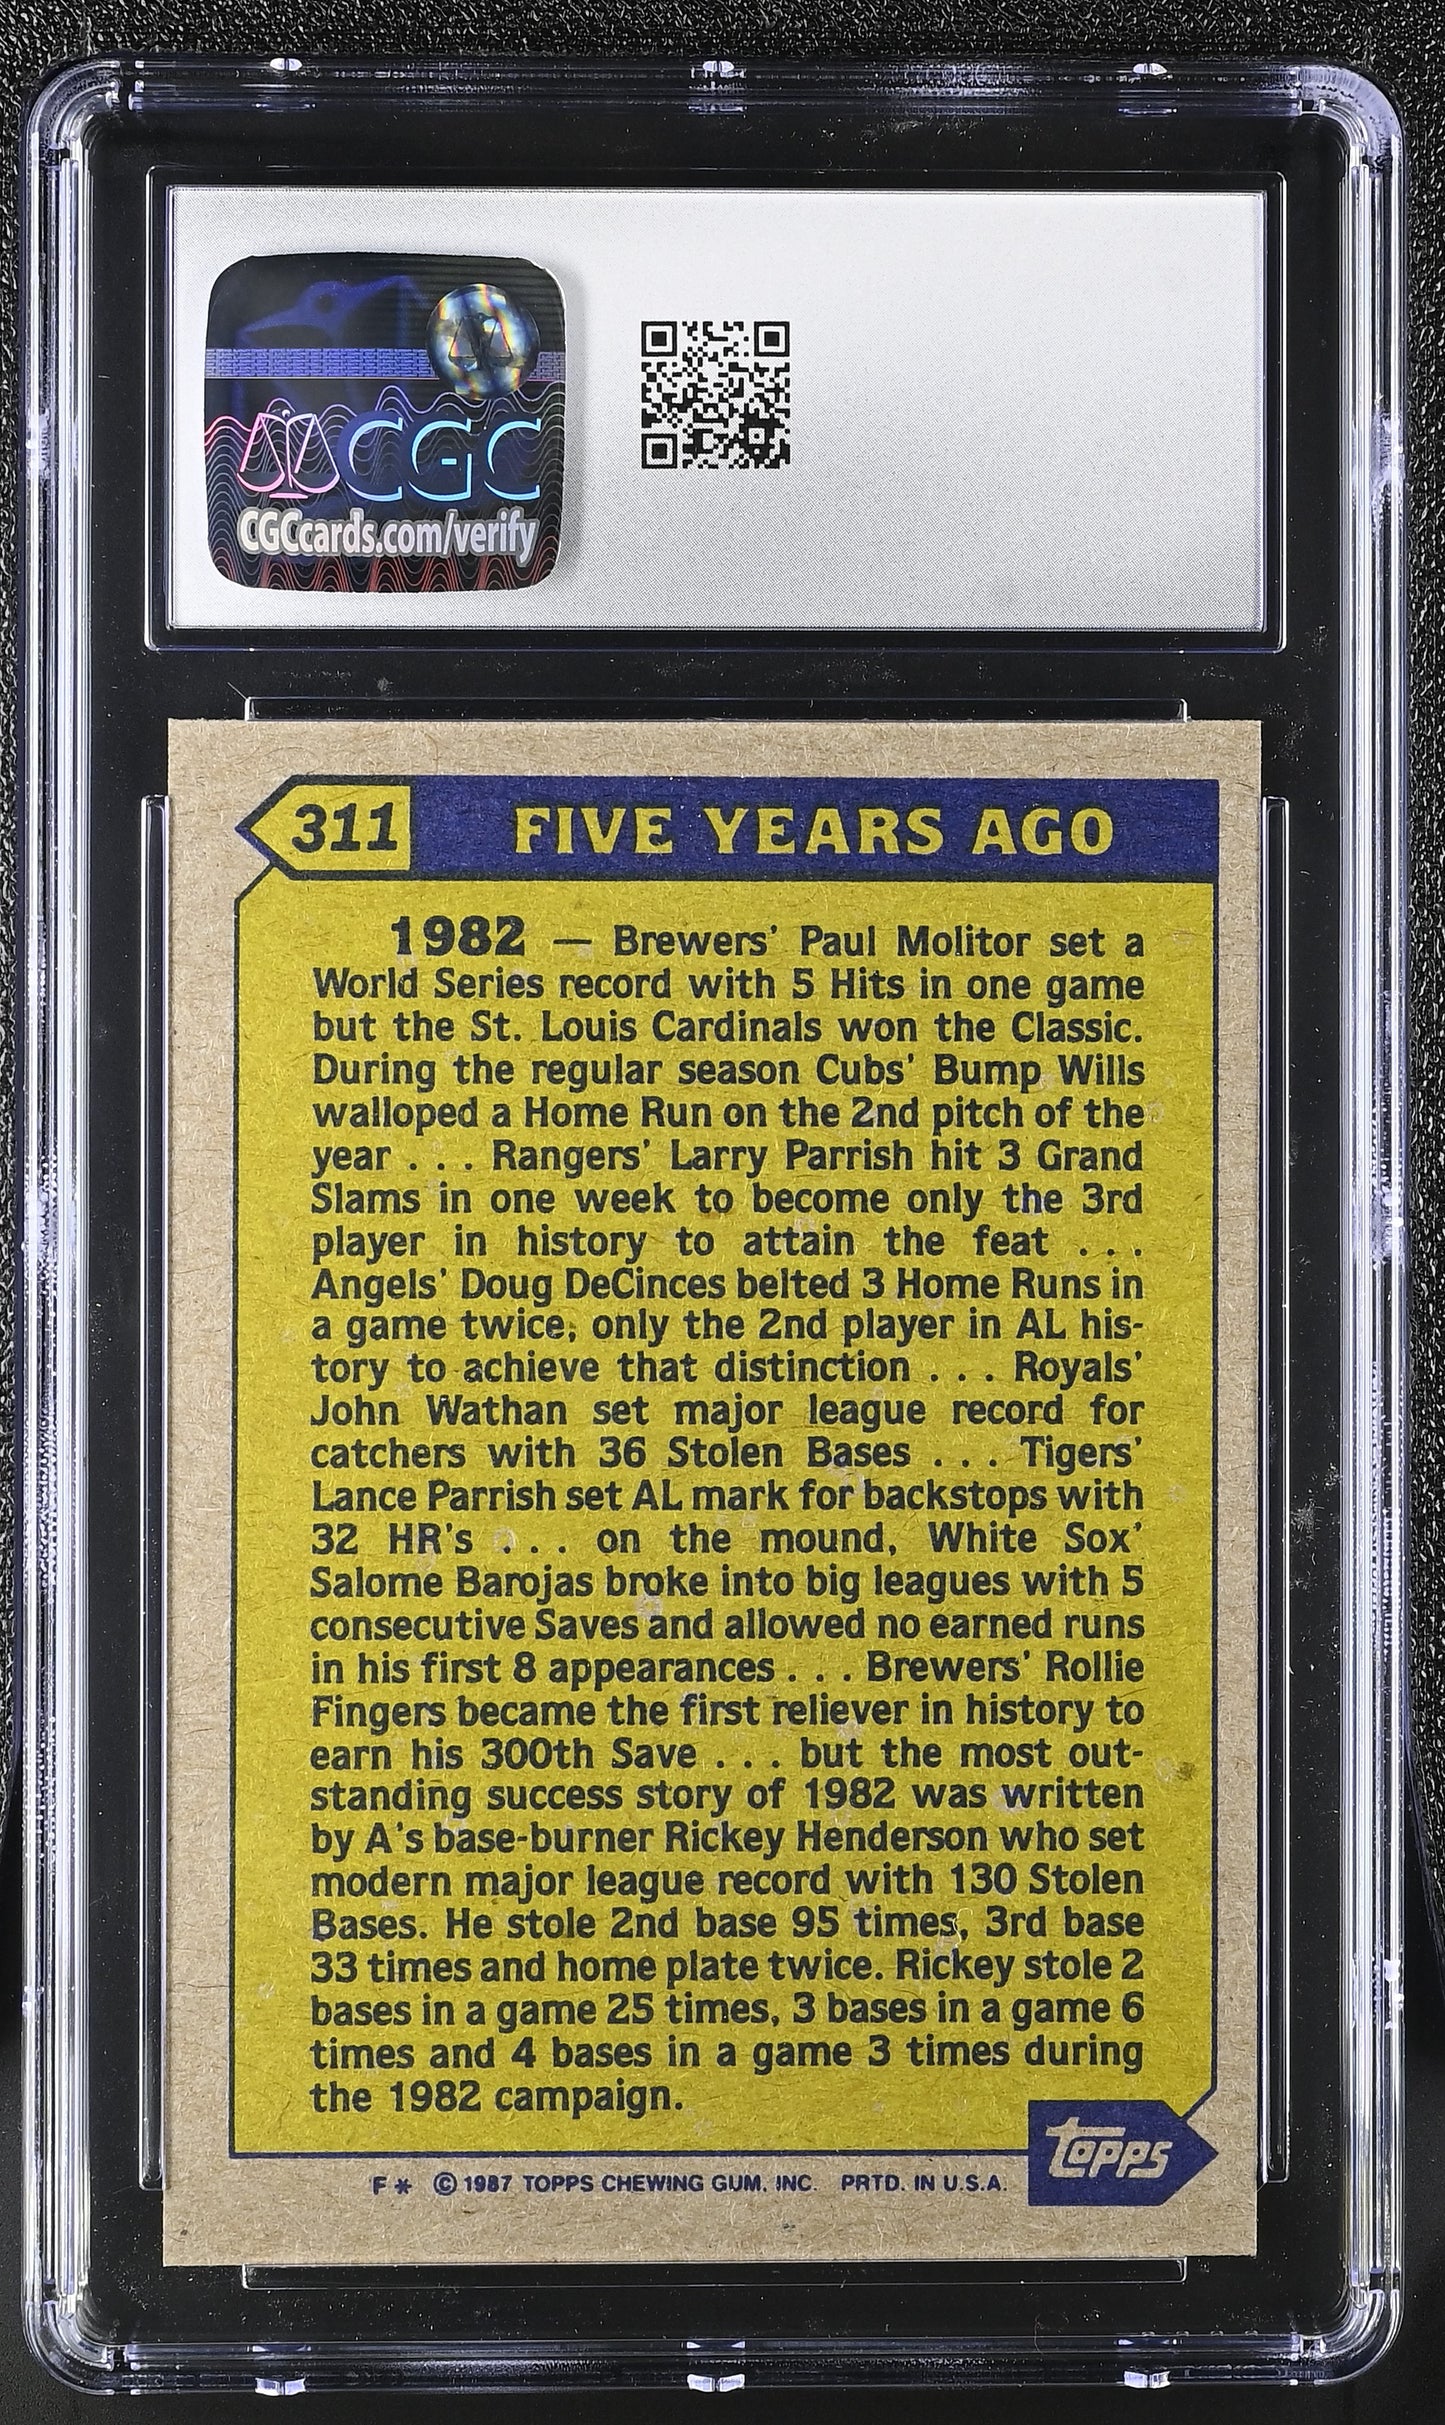 CGC
CGCcards.com/verify
311 FIVE YEARS AGO
1982 — Brewers' Paul Molitor set a
World Series record with 5 Hits in one game
but the St. Louis Cardinals won the Classic.
During the regular season Cubs' Bump Wills
walloped a Home Run on the 2nd pitch of the
year . . . Rangers' Larry Parrish hit 3 Grand
Slams in one week to become only the 3rd
player in history to attain the feat . . .
Angels' Doug DeCinces belted 3 Home Runs in
a game twice, only the 2nd player in AL his-
tory to achieve that distinction . . . Royals'
John Wathan set major league record for
catchers with 36 Stolen Bases . . . Tigers'
Lance Parrish set AL mark for backstops with
32 HR's . . . on the mound, White Sox'
Salome Barojas broke into big leagues with 5
consecutive Saves and allowed no earned runs
in his first 8 appearances . . . Brewers' Rollie
Fingers became the first reliever in history to
earn his 300th Save . . . but the most out-
standing success story of 1982 was written
by A's base-burner Rickey Henderson who set
modern major league record with 130 Stolen
Bases. He stole 2nd base 95 times, 3rd base
33 times and home plate twice. Rickey stole 2
bases in a game 25 times, 3 bases in a game 6
times and 4 bases in a game 3 times during
the 1982 campaign.
topps
F* © 1987 TOPPS CHEWING GUM, INC. PRTD. IN U.S.A.